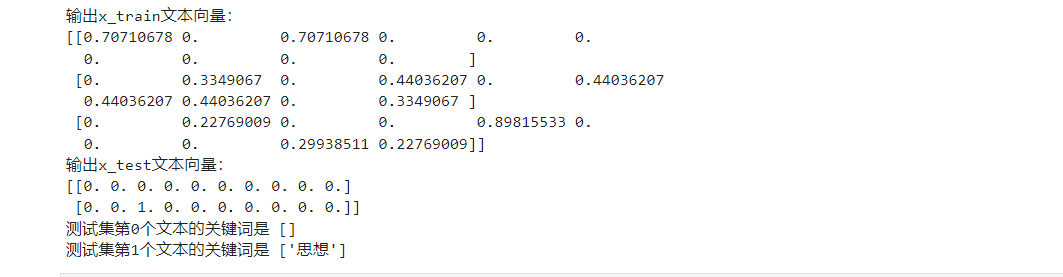 输出x_train文本向量:
[[0.70710678 0.         0.70710678 0.         0.         0.
  0.         0.         0.         0.        ]
 [0.         0.3349067  0.         0.44036207 0.         0.44036207
  0.44036207 0.44036207 0.         0.3349067 ]
 [0.         0.22769009 0.         0.         0.89815533 0.
  0.         0.         0.29938511 0.22769009]]
输出x_test文本向量:
[[0. 0. 0. 0. 0. 0. 0. 0. 0. 0.]
 [0. 0. 1. 0. 0. 0. 0. 0. 0. 0.]]
测试集第0个文本的关键词是 []
测试集第1个文本的关键词是 ['思想']